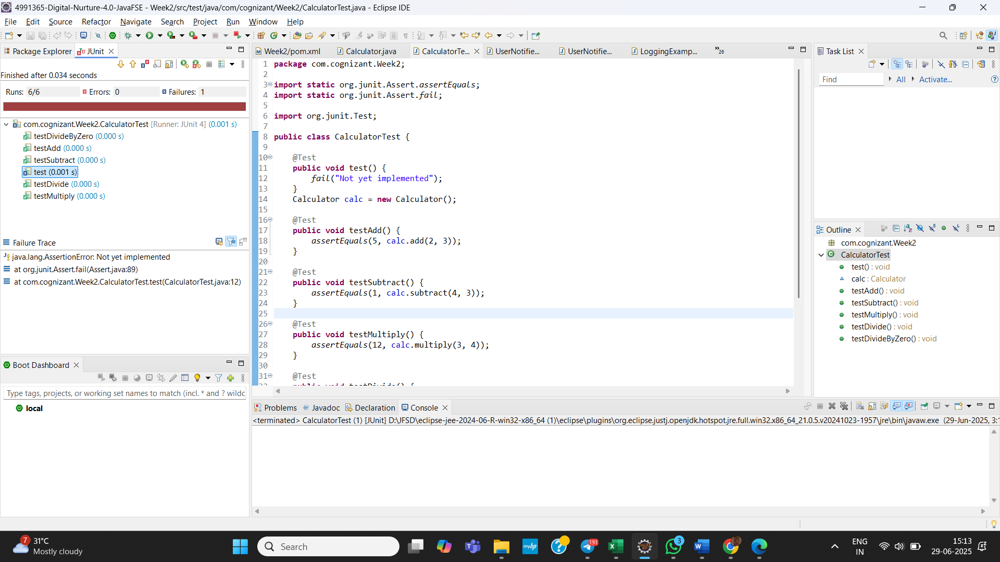 4991365-Digital-Nurture-4.0-JavaFSE - Week2/src/test/java/com/cognizant/Week2/CalculatorTest.java - Eclipse IDE
File Edit Source Refactor Navigate Search Project Run Window Help
Package Explorer JUnit
Finished after 0.034 seconds
Runs: 6/6 Errors: 0 Failures: 1
com.cognizant.Week2.CalculatorTest [Runner: JUnit 4] (0.001 s)
testDivideByZero (0.000 s)
testAdd (0.000 s)
testSubtract (0.000 s)
test (0.001 s)
testDivide (0.000 s)
testMultiply (0.000 s)
Failure Trace
java.lang.AssertionError: Not yet implemented
at org.junit.Assert.fail(Assert.java:89)
at com.cognizant.Week2.CalculatorTest.test(CalculatorTest.java:12)
Boot Dashboard
Type tags, projects, or working set names to match (incl. * and ? wildc
local
Week2/pom.xml Calculator.java CalculatorTe... UserNotifie... UserNotifie... LoggingExamp... »26
1 package com.cognizant.Week2;
2
3 import static org.junit.Assert.assertEquals;
4 import static org.junit.Assert.fail;
5
6 import org.junit.Test;
7
8 public class CalculatorTest {
9
10 @Test
11 public void test() {
12 fail("Not yet implemented");
13 }
14 Calculator calc = new Calculator();
15
16 @Test
17 public void testAdd() {
18 assertEquals(5, calc.add(2, 3));
19 }
20
21 @Test
22 public void testSubtract() {
23 assertEquals(1, calc.subtract(4, 3));
24 }
25
26 @Test
27 public void testMultiply() {
28 assertEquals(12, calc.multiply(3, 4));
29 }
30
31 @Test
32 public void testDivide() {
Problems Javadoc Declaration Console
<terminated> CalculatorTest (1) [JUnit] D:\JFSD\eclipse-jee-2024-06-R-win32-x86_64 (1)\eclipse\plugins\org.eclipse.justj.openjdk.hotspot.jre.full.win32.x86_64_21.0.5.v20241023-1957\jre\bin\javaw.exe (29-Jun-2025, 3:1
Task List
Find All Activate...
Outline
com.cognizant.Week2
CalculatorTest
test() : void
calc : Calculator
testAdd() : void
testSubtract() : void
testMultiply() : void
testDivide() : void
testDivideByZero() : void
7
31°C
Mostly cloudy
Search
myhp
191
3
ENG
IN
15:13
29-06-2025